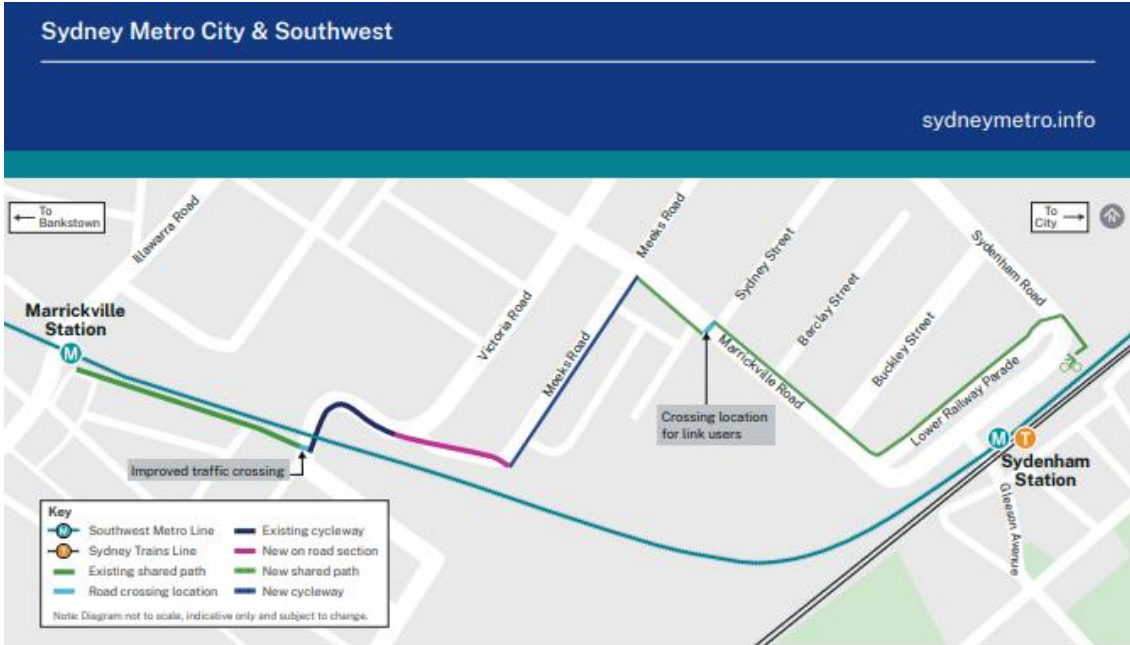 Sydney Metro City & Southwest
sydneymetro.info
To
Bankstown
Illawarra Road
Meeks Road
Sydney Street
To
City
N
Sydenham Road
Marrickville
Station
M
Victoria Road
Meeks Road
Barclay Street
Buckley Street
Marrickville Road
Lower Railway Parade
Crossing location
for link users
Improved traffic crossing
M
T
Sydenham
Station
Gleeson Avenue
Key
M Southwest Metro Line
T Sydney Trains Line
Existing shared path
Road crossing location
Existing cycleway
New on road section
New shared path
New cycleway
Note: Diagram not to scale, indicative only and subject to change.